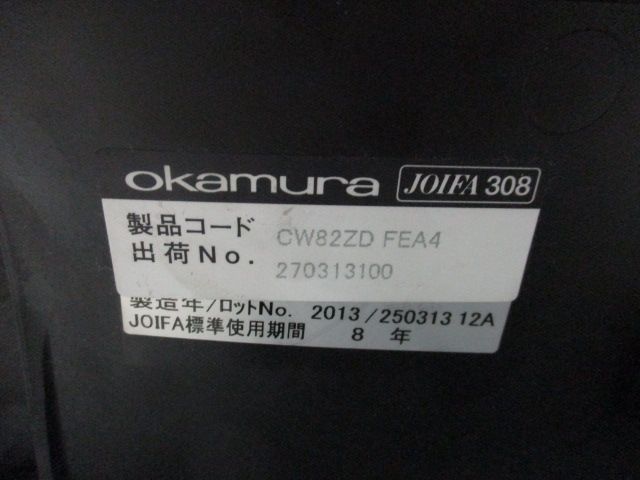 okamura JOIFA 308
製品コード CW82ZD FEA4
出荷No. 270313100
製造年/ロットNo. 2013/250313 12A
JOIFA標準使用期間 8 年